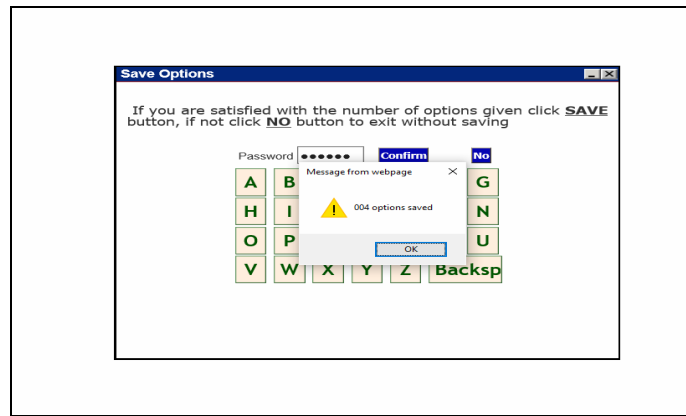 Save Options
If you are satisfied with the number of options given click SAVE
button, if not click NO button to exit without saving
Password •••••• Confirm No
Message from webpage
A B G
004 options saved
H I N
O P U
OK
V W X Y Z Backsp